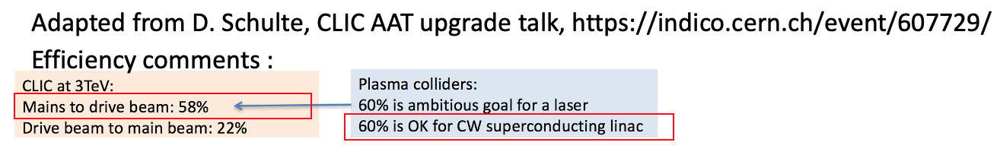 Adapted from D. Schulte, CLIC AAT upgrade talk, https://indico.cern.ch/event/607729/
Efficiency comments :
CLIC at 3TeV:
Mains to drive beam: 58%
Drive beam to main beam: 22%
Plasma colliders:
60% is ambitious goal for a laser
60% is OK for CW superconducting linac